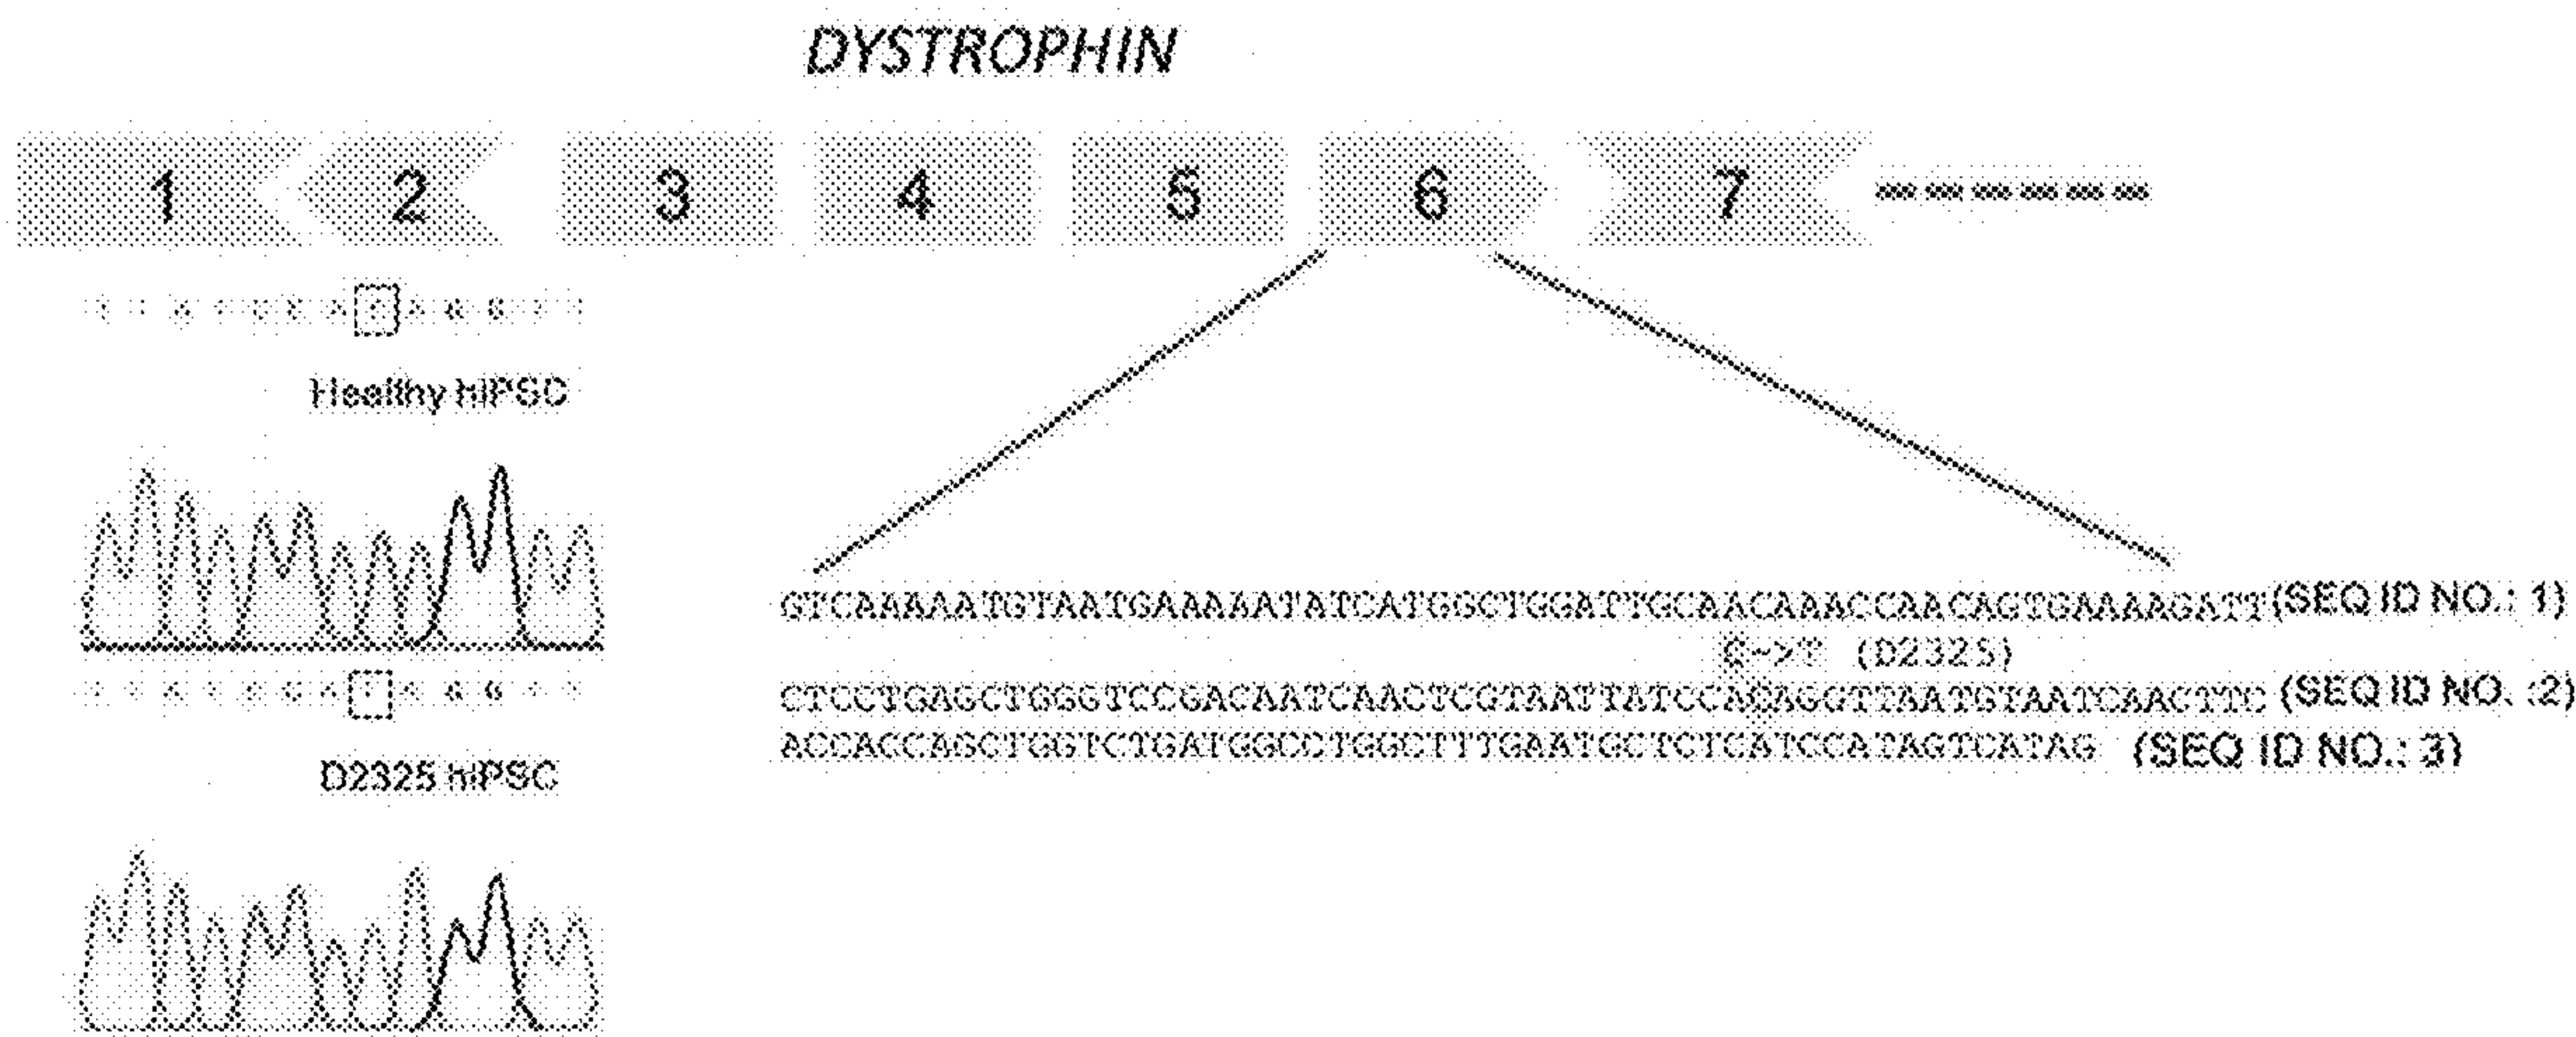 DYSTROPHIN
1 2 3 4 5 6 7
Healthy hiPSC
GTCAAAAATGTAATGAAAAATATCATGGCTGGATTGCAACAAACCAACAGTGAAAAGATT (SEQ ID NO.: 1)
C->T (D2325)
CTCCTGAGCTGGGTCCGACAATCAACTCGTAATTATCCACAGGTTAATGTAATCAACTTC (SEQ ID NO. :2)
ACCACCAGCTGGTCTGATGGCCTGGCTTTGAATGCTCTCATCCATAGTCATAG (SEQ ID NO.: 3)
D2325 hiPSC